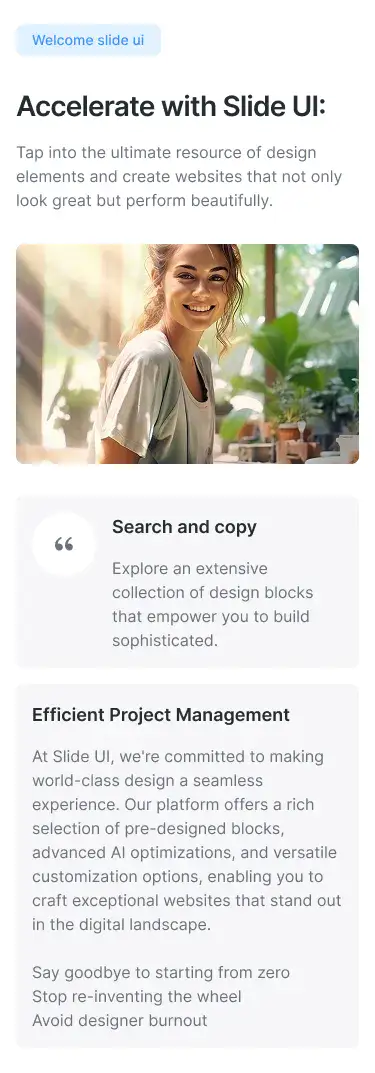 Welcome slide ui
Accelerate with Slide UI:
Tap into the ultimate resource of design
elements and create websites that not only
look great but perform beautifully.
“
Search and copy
Explore an extensive
collection of design blocks
that empower you to build
sophisticated.
Efficient Project Management
At Slide UI, we're committed to making
world-class design a seamless
experience. Our platform offers a rich
selection of pre-designed blocks,
advanced AI optimizations, and versatile
customization options, enabling you to
craft exceptional websites that stand out
in the digital landscape.
Say goodbye to starting from zero
Stop re-inventing the wheel
Avoid designer burnout